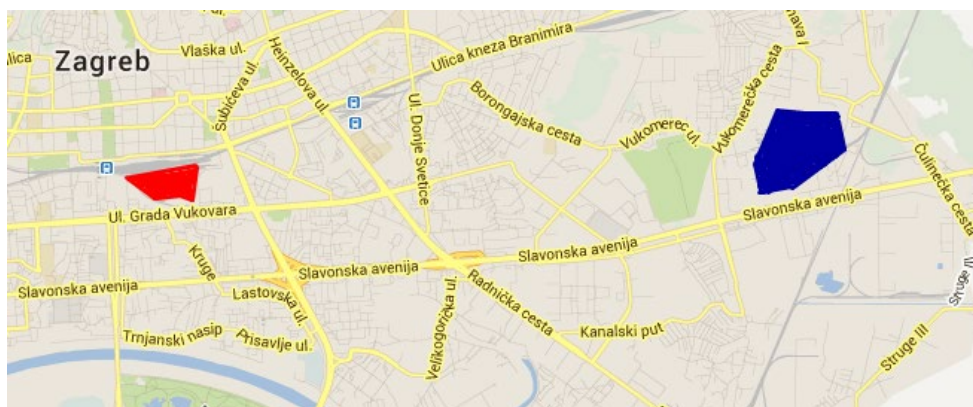 Vlaška ul.
Zagreb
Heinzelova ul.
Ulica kneza Branimira
Šubićeva ul.
Ul. Donje Svetice
Borongajska cesta
Vukomerec ul.
Vukomerečka cesta
Čulinečka cesta
Ul. Grada Vukovara
Kruge
Slavonska avenija
Slavonska avenija
Slavonska avenija
Slavonska avenija
Lastovska ul.
Radnička cesta
Velikogorička ul.
Trnjanski nasip
Prisavlje ul.
Kanalski put
Struge III
Struge III